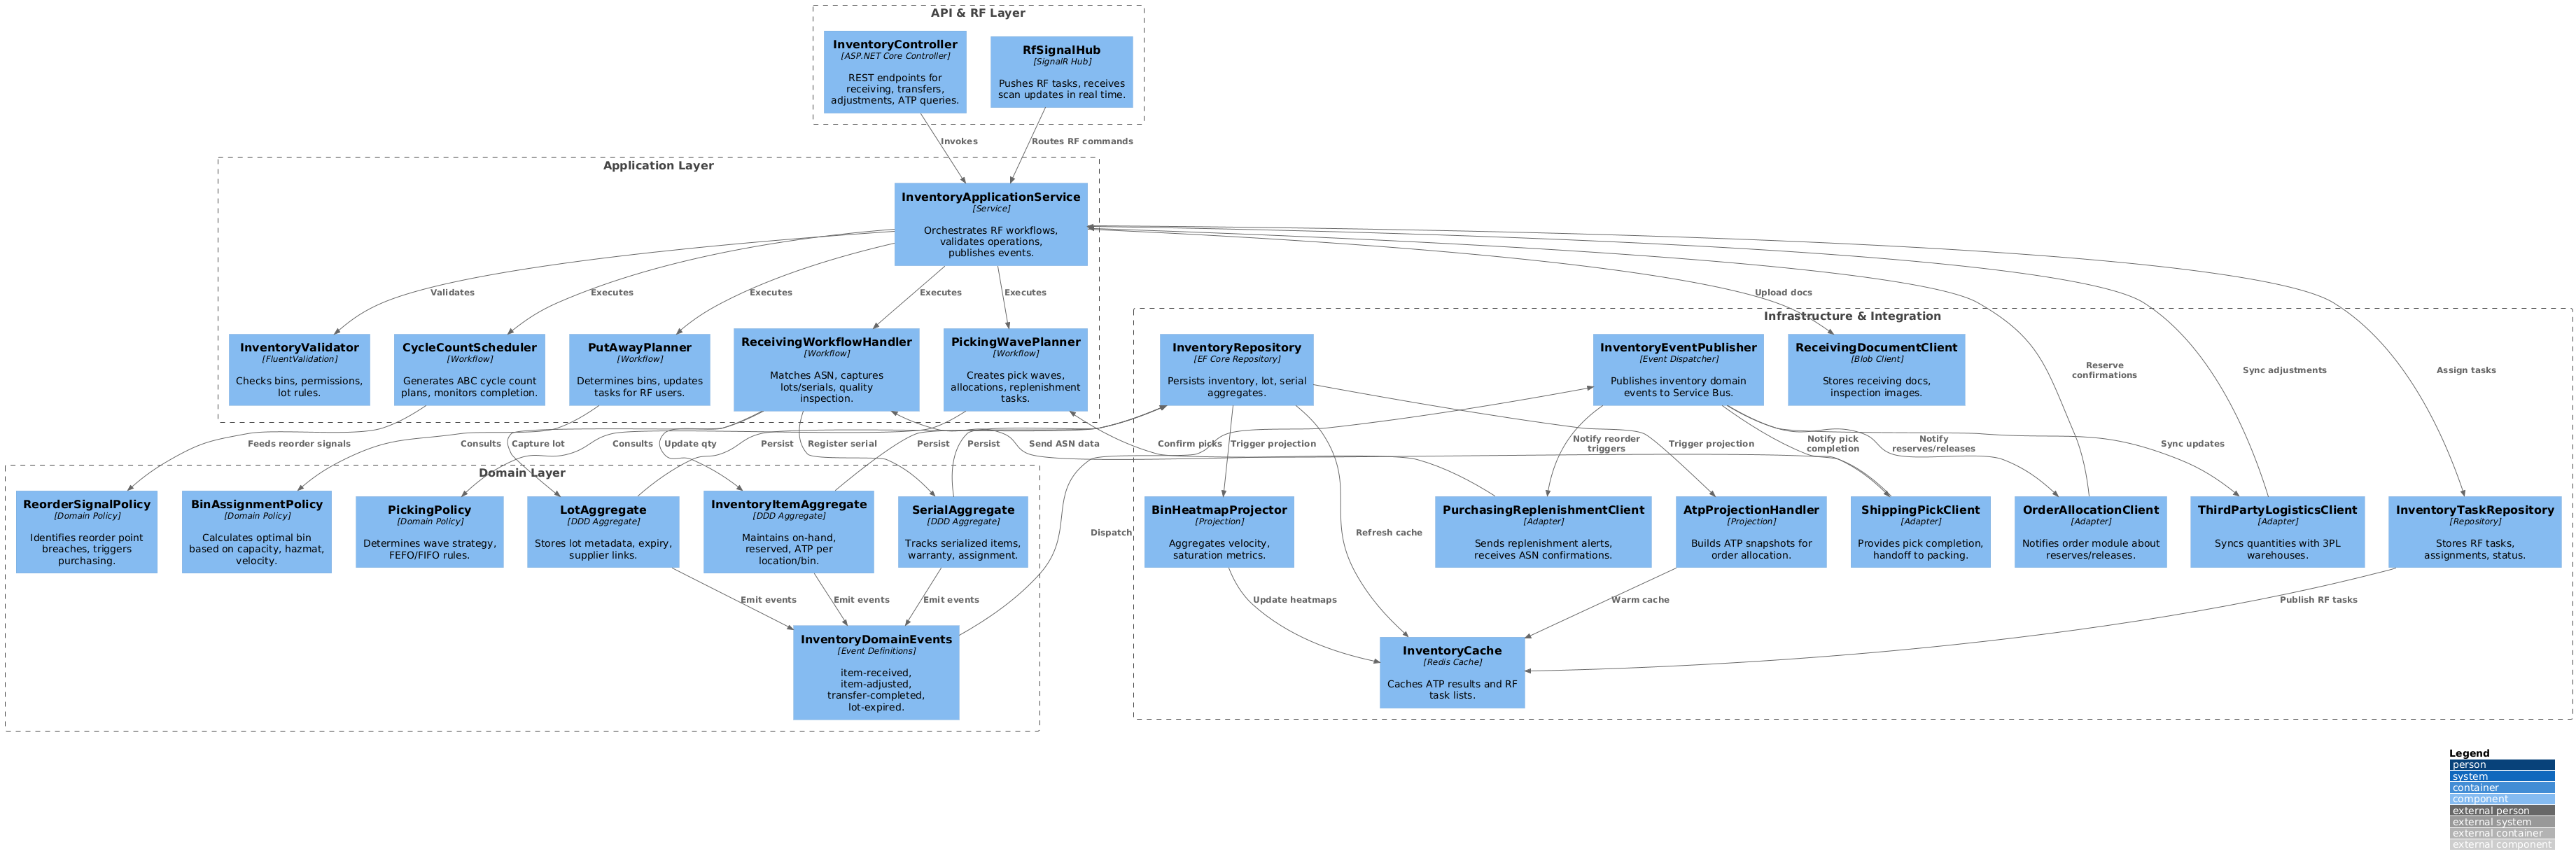 API & RF Layer
InventoryController
[ASP.NET Core Controller]
REST endpoints for
receiving, transfers,
adjustments, ATP queries.
RfSignalHub
[SignalR Hub]
Pushes RF tasks, receives
scan updates in real time.
Invokes
Routes RF commands
Application Layer
InventoryApplicationService
[Service]
Orchestrates RF workflows,
validates operations,
publishes events.
Validates
Executes
Executes
Executes
Executes
Upload docs
InventoryValidator
[FluentValidation]
Checks bins, permissions,
lot rules.
CycleCountScheduler
[Workflow]
Generates ABC cycle count
plans, monitors completion.
PutAwayPlanner
[Workflow]
Determines bins, updates
tasks for RF users.
ReceivingWorkflowHandler
[Workflow]
Matches ASN, captures
lots/serials, quality
inspection.
PickingWavePlanner
[Workflow]
Creates pick waves,
allocations, replenishment
tasks.
Infrastructure & Integration
InventoryRepository
[EF Core Repository]
Persists inventory, lot, serial
aggregates.
InventoryEventPublisher
[Event Dispatcher]
Publishes inventory domain
events to Service Bus.
ReceivingDocumentClient
[Blob Client]
Stores receiving docs,
inspection images.
Reserve
confirmations
Sync adjustments
Assign tasks
Feeds reorder signals
Consults
Capture lot
Consults
Update qty
Persist
Register serial
Persist
Persist
Send ASN data
Confirm picks
Trigger projection
Notify reorder
triggers
Trigger projection
Notify pick
completion
Notify
reserves/releases
Sync updates
Domain Layer
ReorderSignalPolicy
[Domain Policy]
Identifies reorder point
breaches, triggers
purchasing.
BinAssignmentPolicy
[Domain Policy]
Calculates optimal bin
based on capacity, hazmat,
velocity.
PickingPolicy
[Domain Policy]
Determines wave strategy,
FEFO/FIFO rules.
LotAggregate
[DDD Aggregate]
Stores lot metadata, expiry,
supplier links.
InventoryItemAggregate
[DDD Aggregate]
Maintains on-hand,
reserved, ATP per
location/bin.
SerialAggregate
[DDD Aggregate]
Tracks serialized items,
warranty, assignment.
Dispatch
BinHeatmapProjector
[Projection]
Aggregates velocity,
saturation metrics.
Refresh cache
PurchasingReplenishmentClient
[Adapter]
Sends replenishment alerts,
receives ASN confirmations.
AtpProjectionHandler
[Projection]
Builds ATP snapshots for
order allocation.
ShippingPickClient
[Adapter]
Provides pick completion,
handoff to packing.
OrderAllocationClient
[Adapter]
Notifies order module about
reserves/releases.
ThirdPartyLogisticsClient
[Adapter]
Syncs quantities with 3PL
warehouses.
InventoryTaskRepository
[Repository]
Stores RF tasks,
assignments, status.
Emit events
Emit events
Emit events
Update heatmaps
Warm cache
Publish RF tasks
InventoryDomainEvents
[Event Definitions]
item-received,
item-adjusted,
transfer-completed,
lot-expired.
InventoryCache
[Redis Cache]
Caches ATP results and RF
task lists.
Legend
person
system
container
component
external person
external system
external container
external component